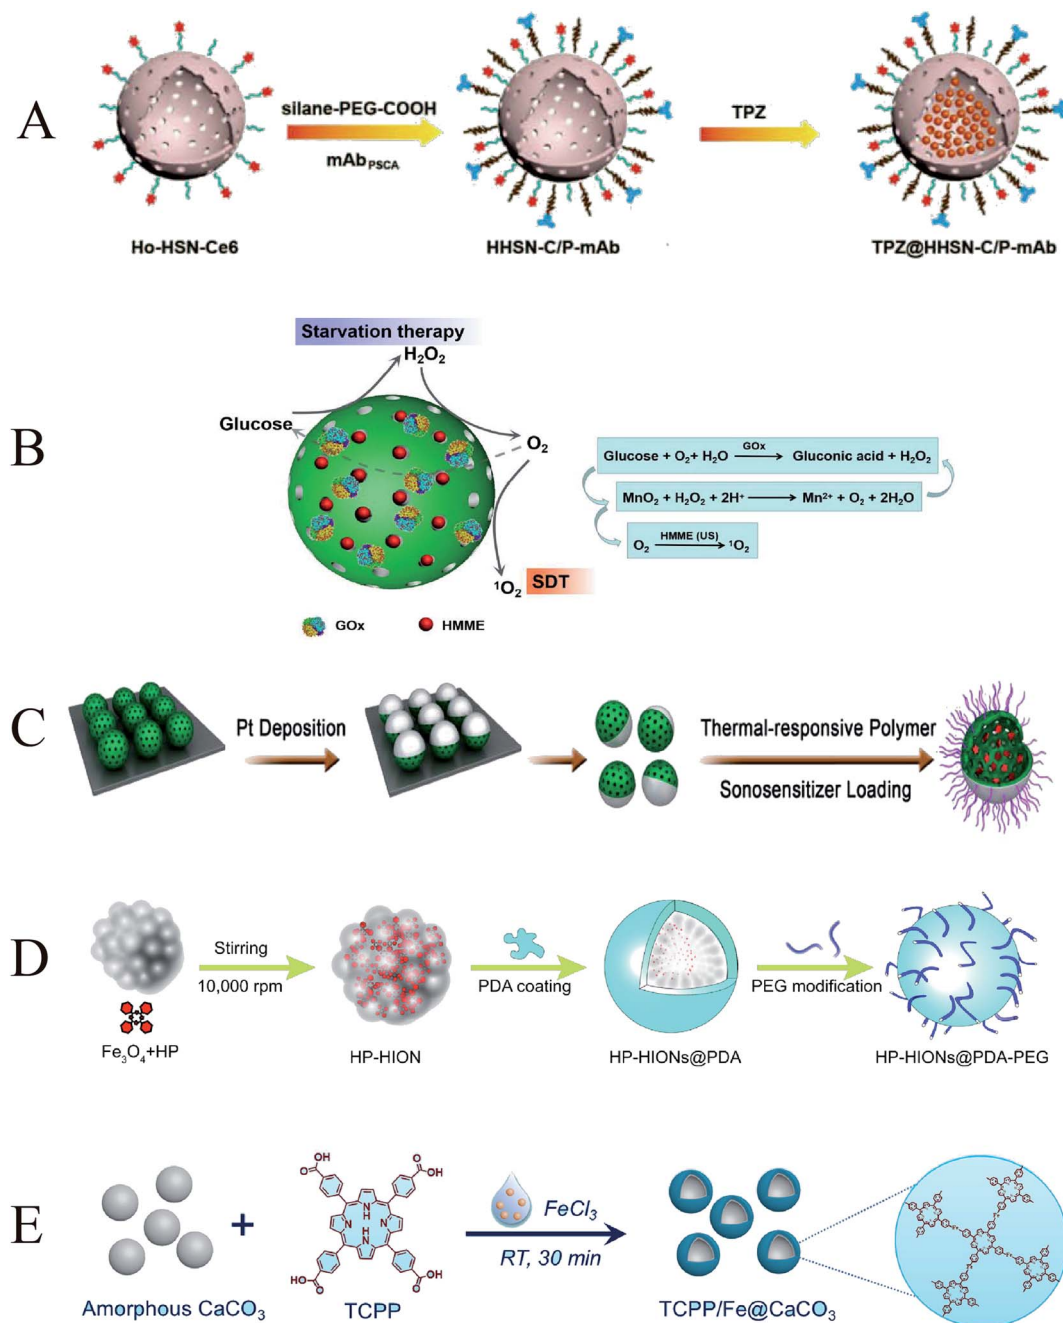 A
silane-PEG-COOH
mAbPSCA
TPZ
Ho-HSN-Ce6
HHSN-C/P-mAb
TPZ@HHSN-C/P-mAb
B
Starvation therapy
H₂O₂
Glucose
O₂
¹O₂ SDT
GOx
HMME
Glucose + O₂+ H₂O GOx → Gluconic acid + H₂O₂
MnO₂ + H₂O₂ + 2H⁺ → Mn²⁺ + O₂ + 2H₂O
O₂ HMME (US) → ¹O₂
C
Pt Deposition
Thermal-responsive Polymer
Sonosensitizer Loading
D
Stirring
10,000 rpm
PDA coating
PEG modification
Fe₃O₄+HP
HP-HION
HP-HIONs@PDA
HP-HIONs@PDA-PEG
E
+
OH
O
OH
O
N
H
N
N
H
N
O
OH
O
OH
FeCl₃
RT, 30 min
Amorphous CaCO₃
TCPP
TCPP/Fe@CaCO₃